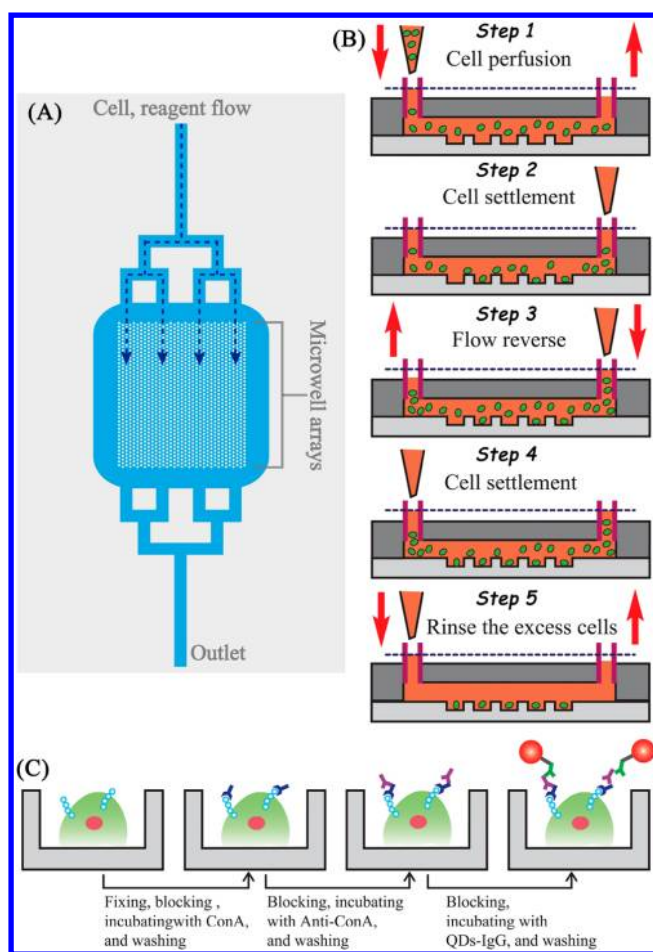 (A)
Cell, reagent flow
Microwell arrays
Outlet
(B)
Step 1
Cell perfusion
Step 2
Cell settlement
Step 3
Flow reverse
Step 4
Cell settlement
Step 5
Rinse the excess cells
(C)
Fixing, blocking ,
incubatingwith ConA,
and washing
Blocking, incubating
with Anti-ConA,
and washing
Blocking,
incubating with
QDs-IgG, and washing